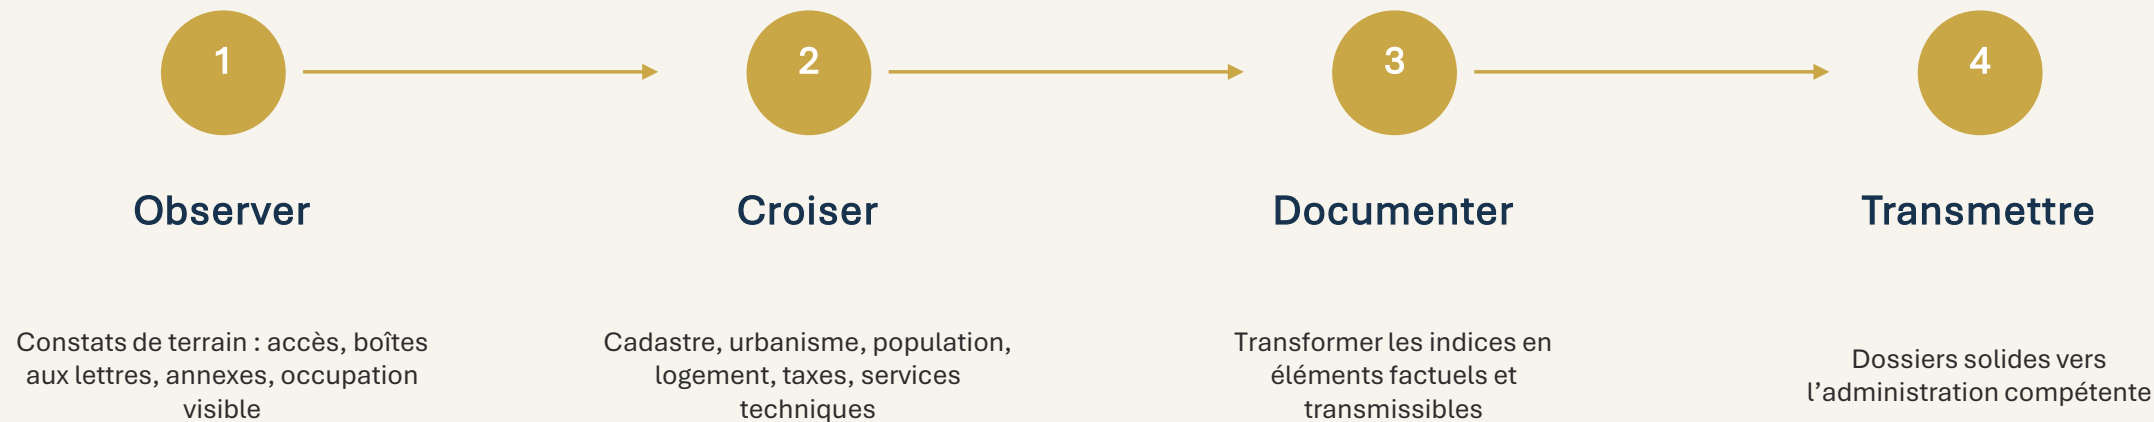 1
2
3
4
Observer
Croiser
Documenter
Transmettre
Constats de terrain : accès, boîtes
aux lettres, annexes, occupation
visible
Cadastre, urbanisme, population,
logement, taxes, services
techniques
Transformer les indices en
éléments factuels et
transmissibles
Dossiers solides vers
l’administration compétente